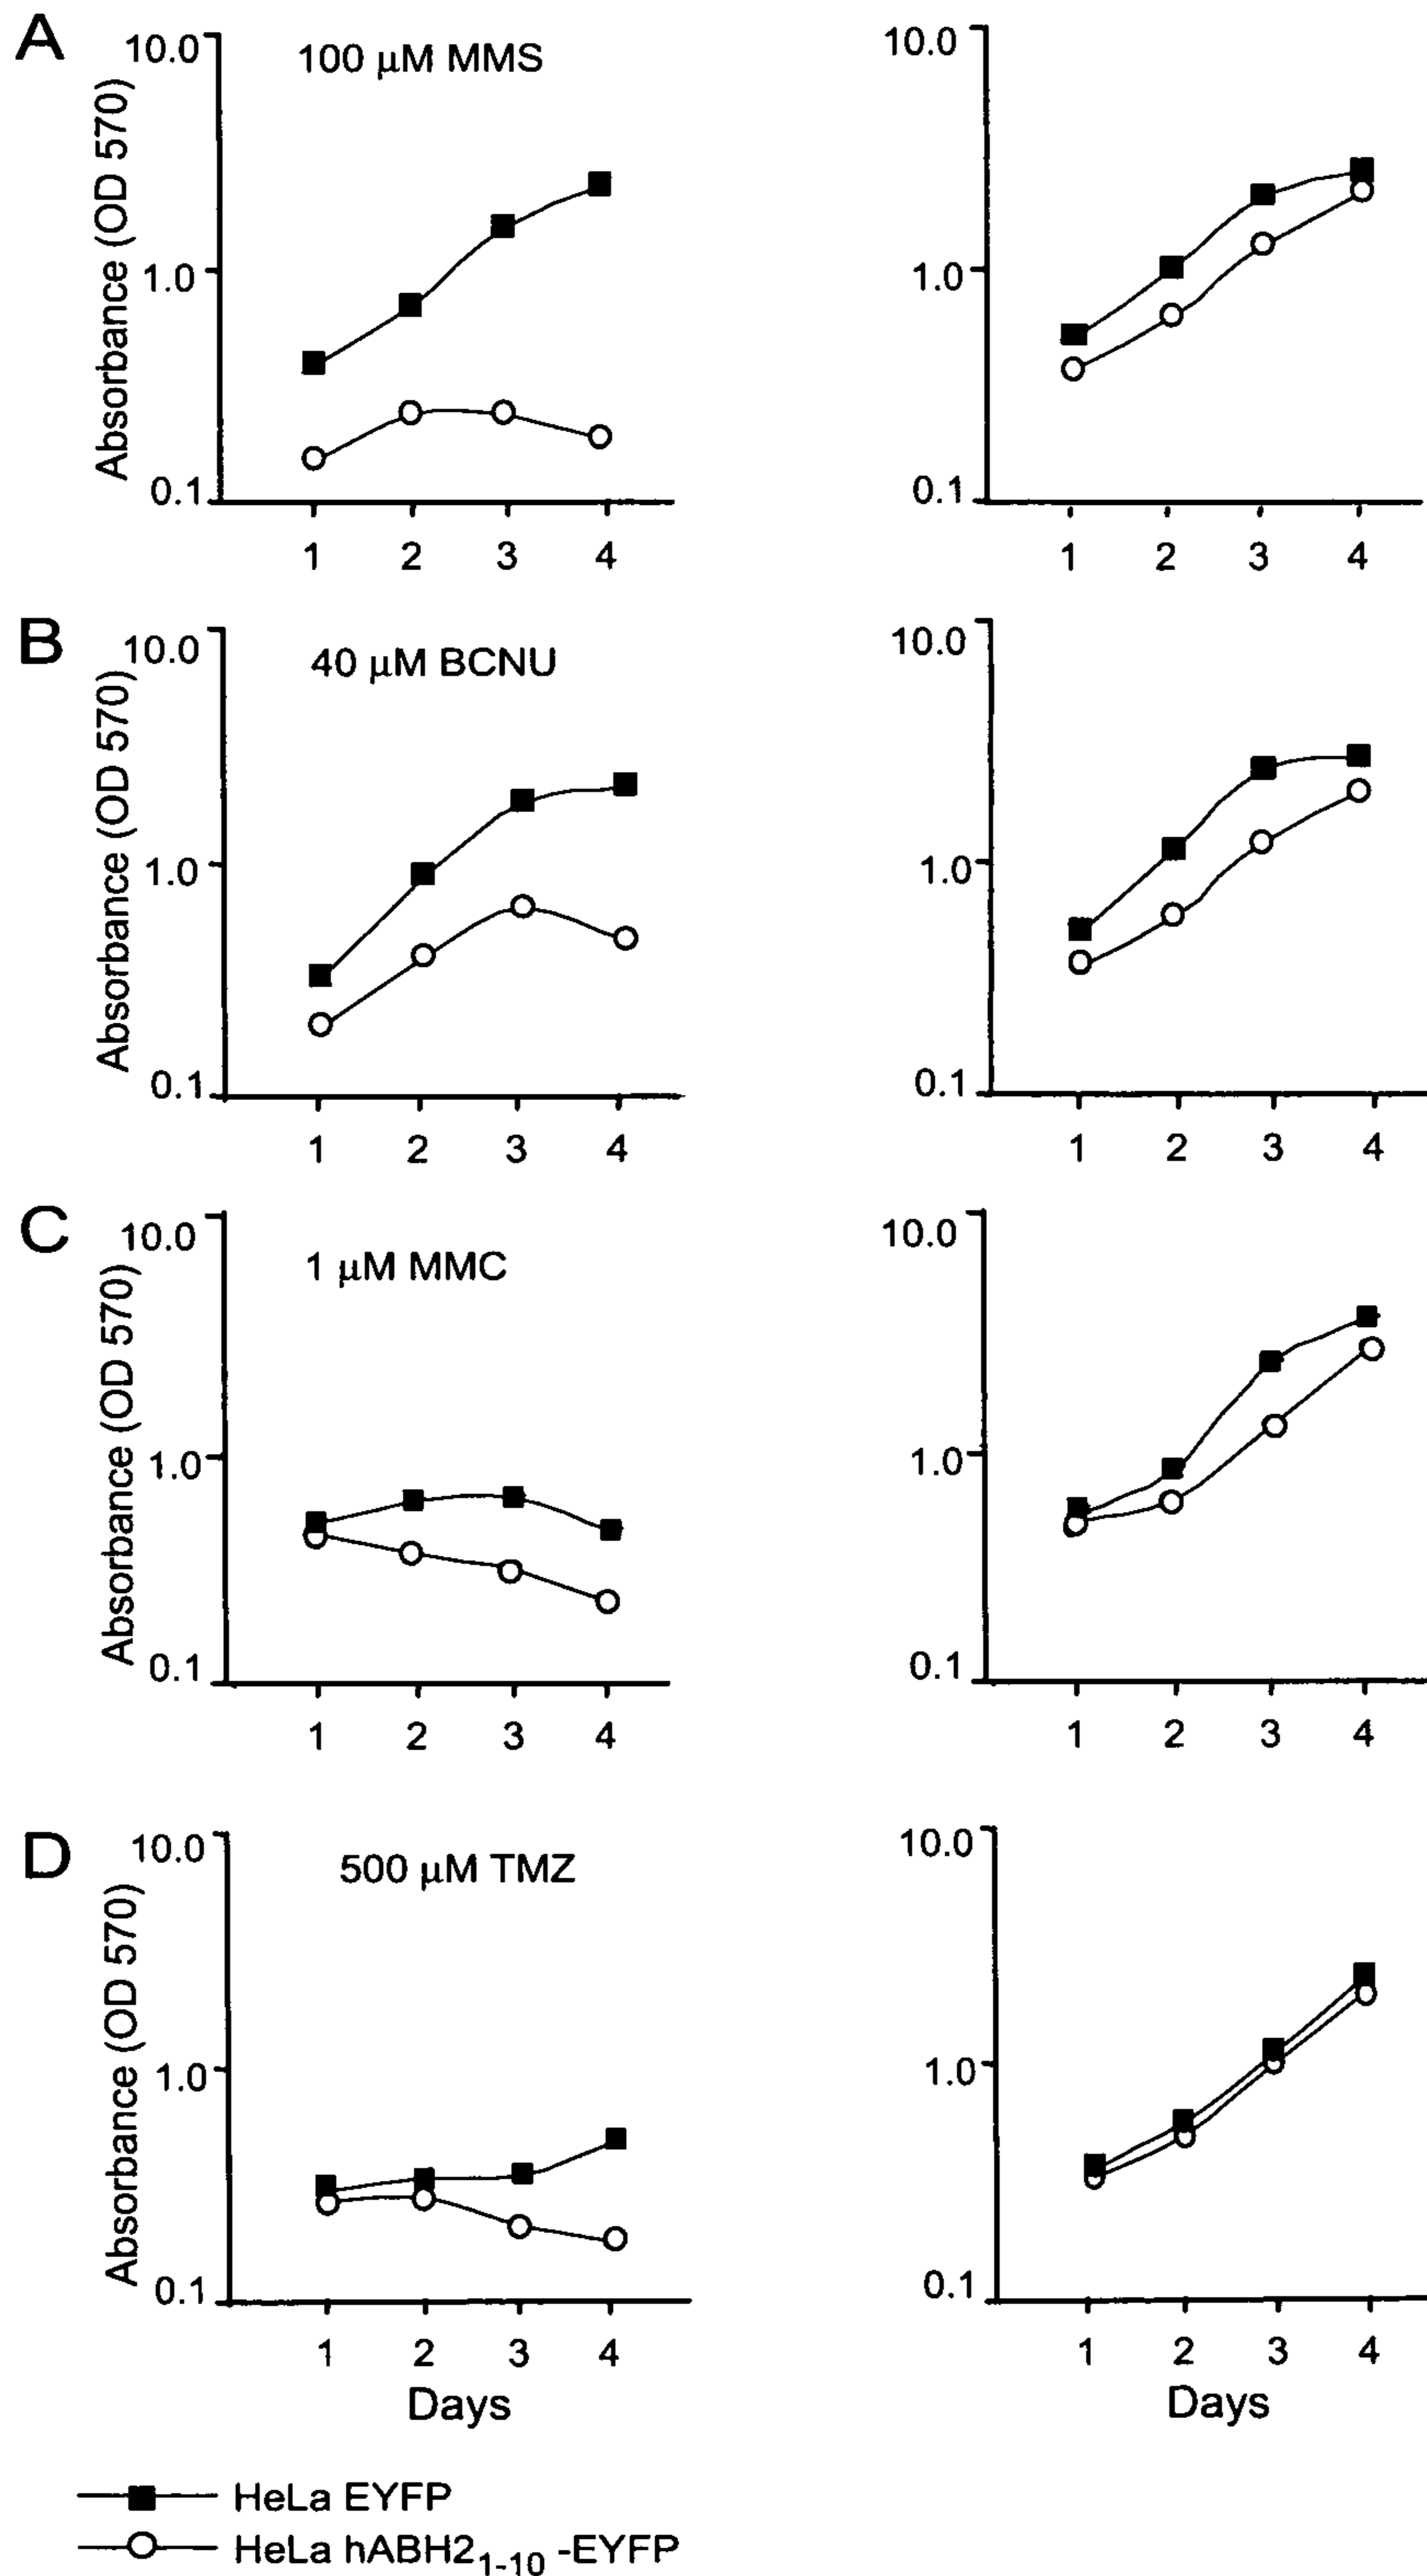 A
100 μM MMS
Absorbance (OD 570)
10.0
1.0
0.1
1 2 3 4
10.0
1.0
0.1
1 2 3 4
B
40 μM BCNU
Absorbance (OD 570)
10.0
1.0
0.1
1 2 3 4
10.0
1.0
0.1
1 2 3 4
C
1 μM MMC
Absorbance (OD 570)
10.0
1.0
0.1
1 2 3 4
10.0
1.0
0.1
1 2 3 4
D
500 μM TMZ
Absorbance (OD 570)
10.0
1.0
0.1
1 2 3 4
Days
10.0
1.0
0.1
1 2 3 4
Days
HeLa EYFP
HeLa hABH2₁₋₁₀ -EYFP